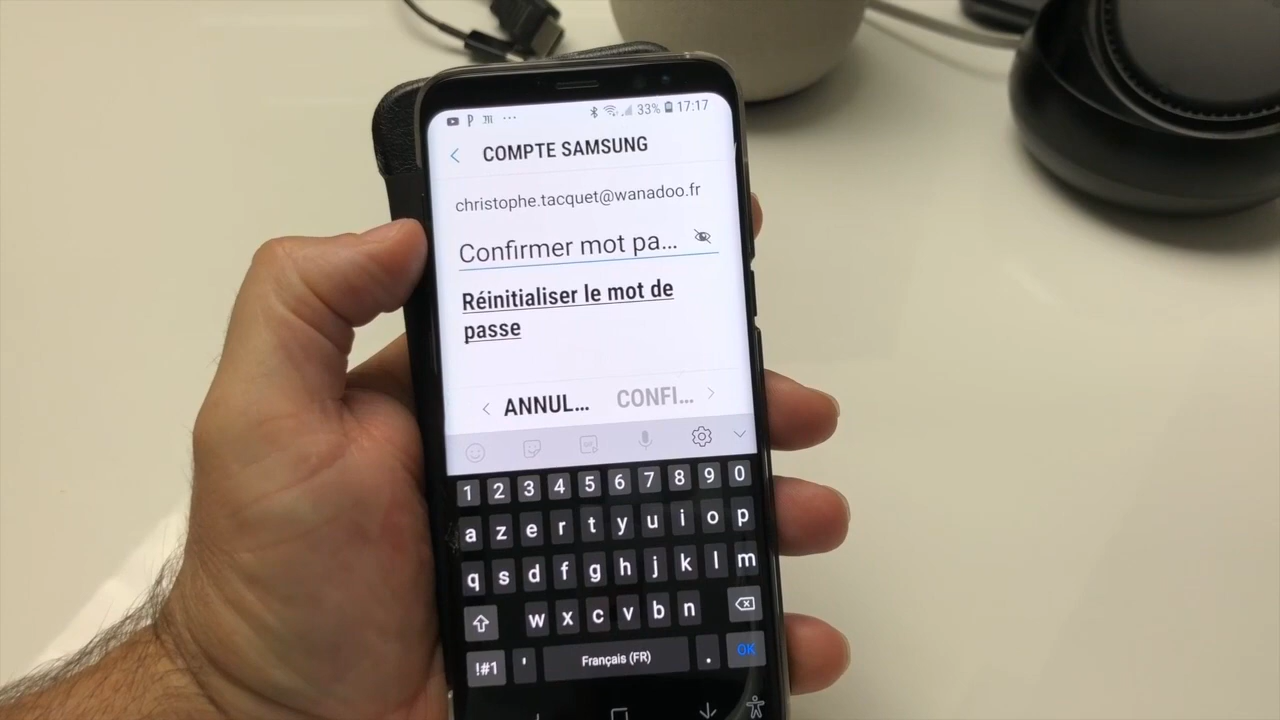 33% 17:17
COMPTE SAMSUNG
christophe.tacquet@wanadoo.fr
Confirmer mot pa...
Réinitialiser le mot de
passe
ANNUL... CONFI...
1 2 3 4 5 6 7 8 9 0
a z e r t y u i o p
q s d f g h j k l m
w x c v b n
!#1 ' Français (FR) . OK